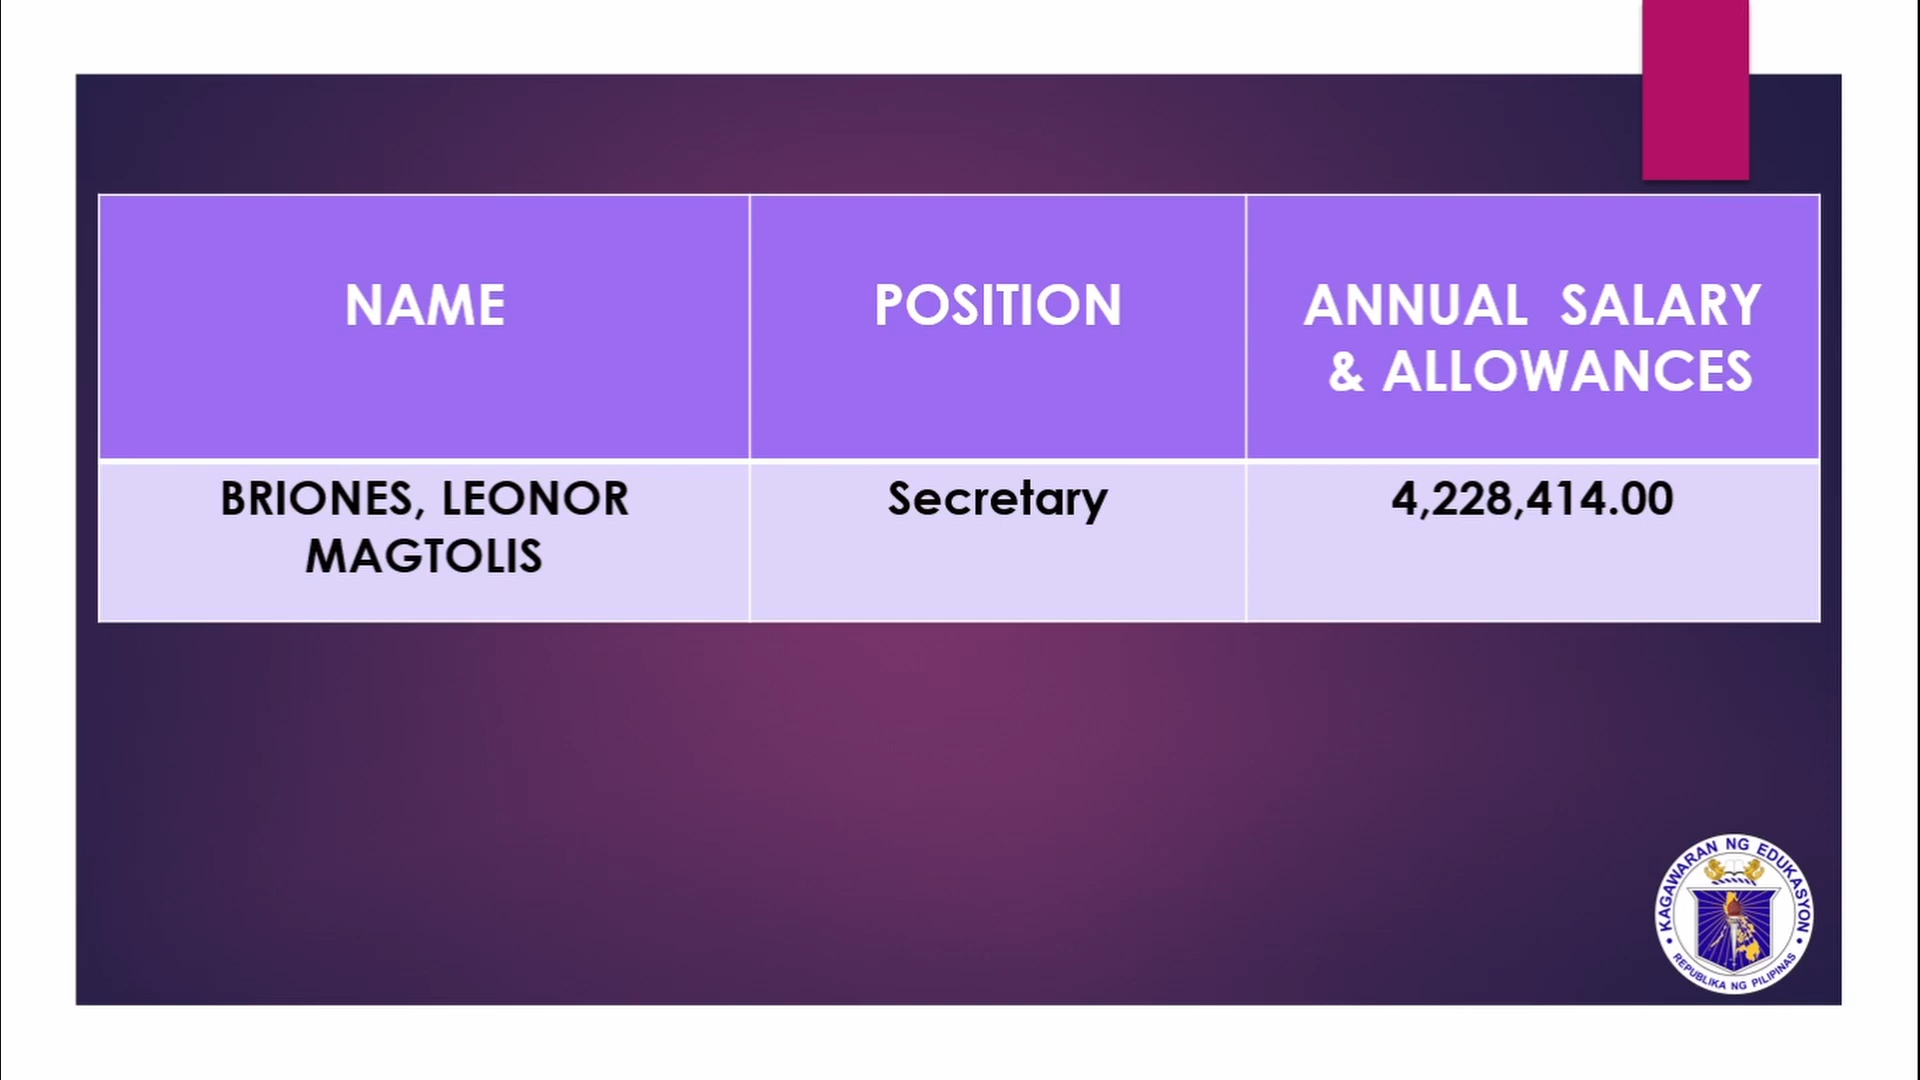 NAME
POSITION
ANNUAL SALARY
& ALLOWANCES
BRIONES, LEONOR
MAGTOLIS
Secretary
4,228,414.00
KAGAWARAN NG EDUKASYON
REPUBLIKA NG PILIPINAS